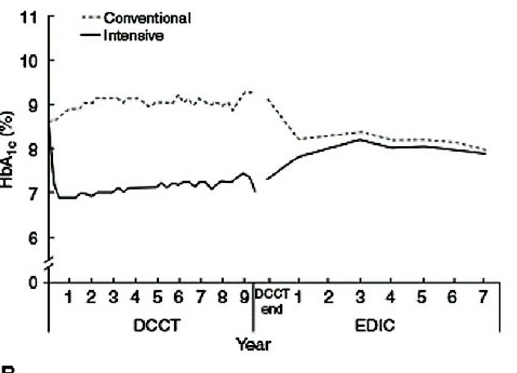 11
Conventional
Intensive
10
9
8
7
6
0
HbA1c (%)
1 2 3 4 5 6 7 8 9 DCCT end 1 2 3 4 5 6 7
DCCT EDIC
Year